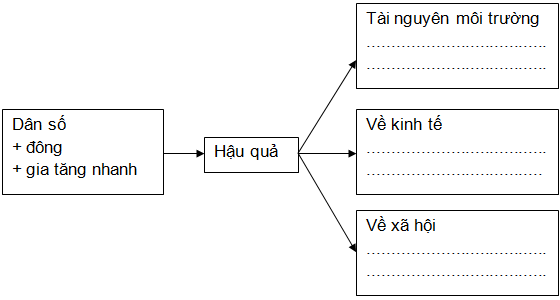 Dân số
+ đông
+ gia tăng nhanh
Hậu quả
Tài nguyên môi trường
………………………………
………………………………
Về kinh tế
………………………………
………………………………
Về xã hội
………………………………
………………………………